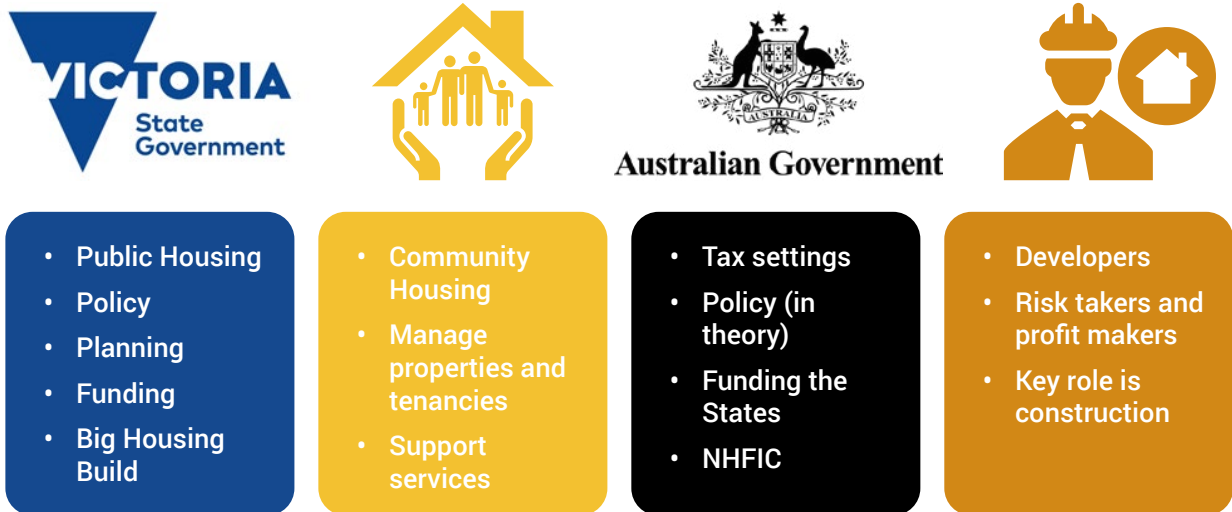 VICTORIA
State
Government
AUSTRALIA
Australian Government
• Public Housing
• Policy
• Planning
• Funding
• Big Housing
Build
• Community
Housing
• Manage
properties and
tenancies
• Support
services
• Tax settings
• Policy (in
theory)
• Funding the
States
• NHFIC
• Developers
• Risk takers and
profit makers
• Key role is
construction